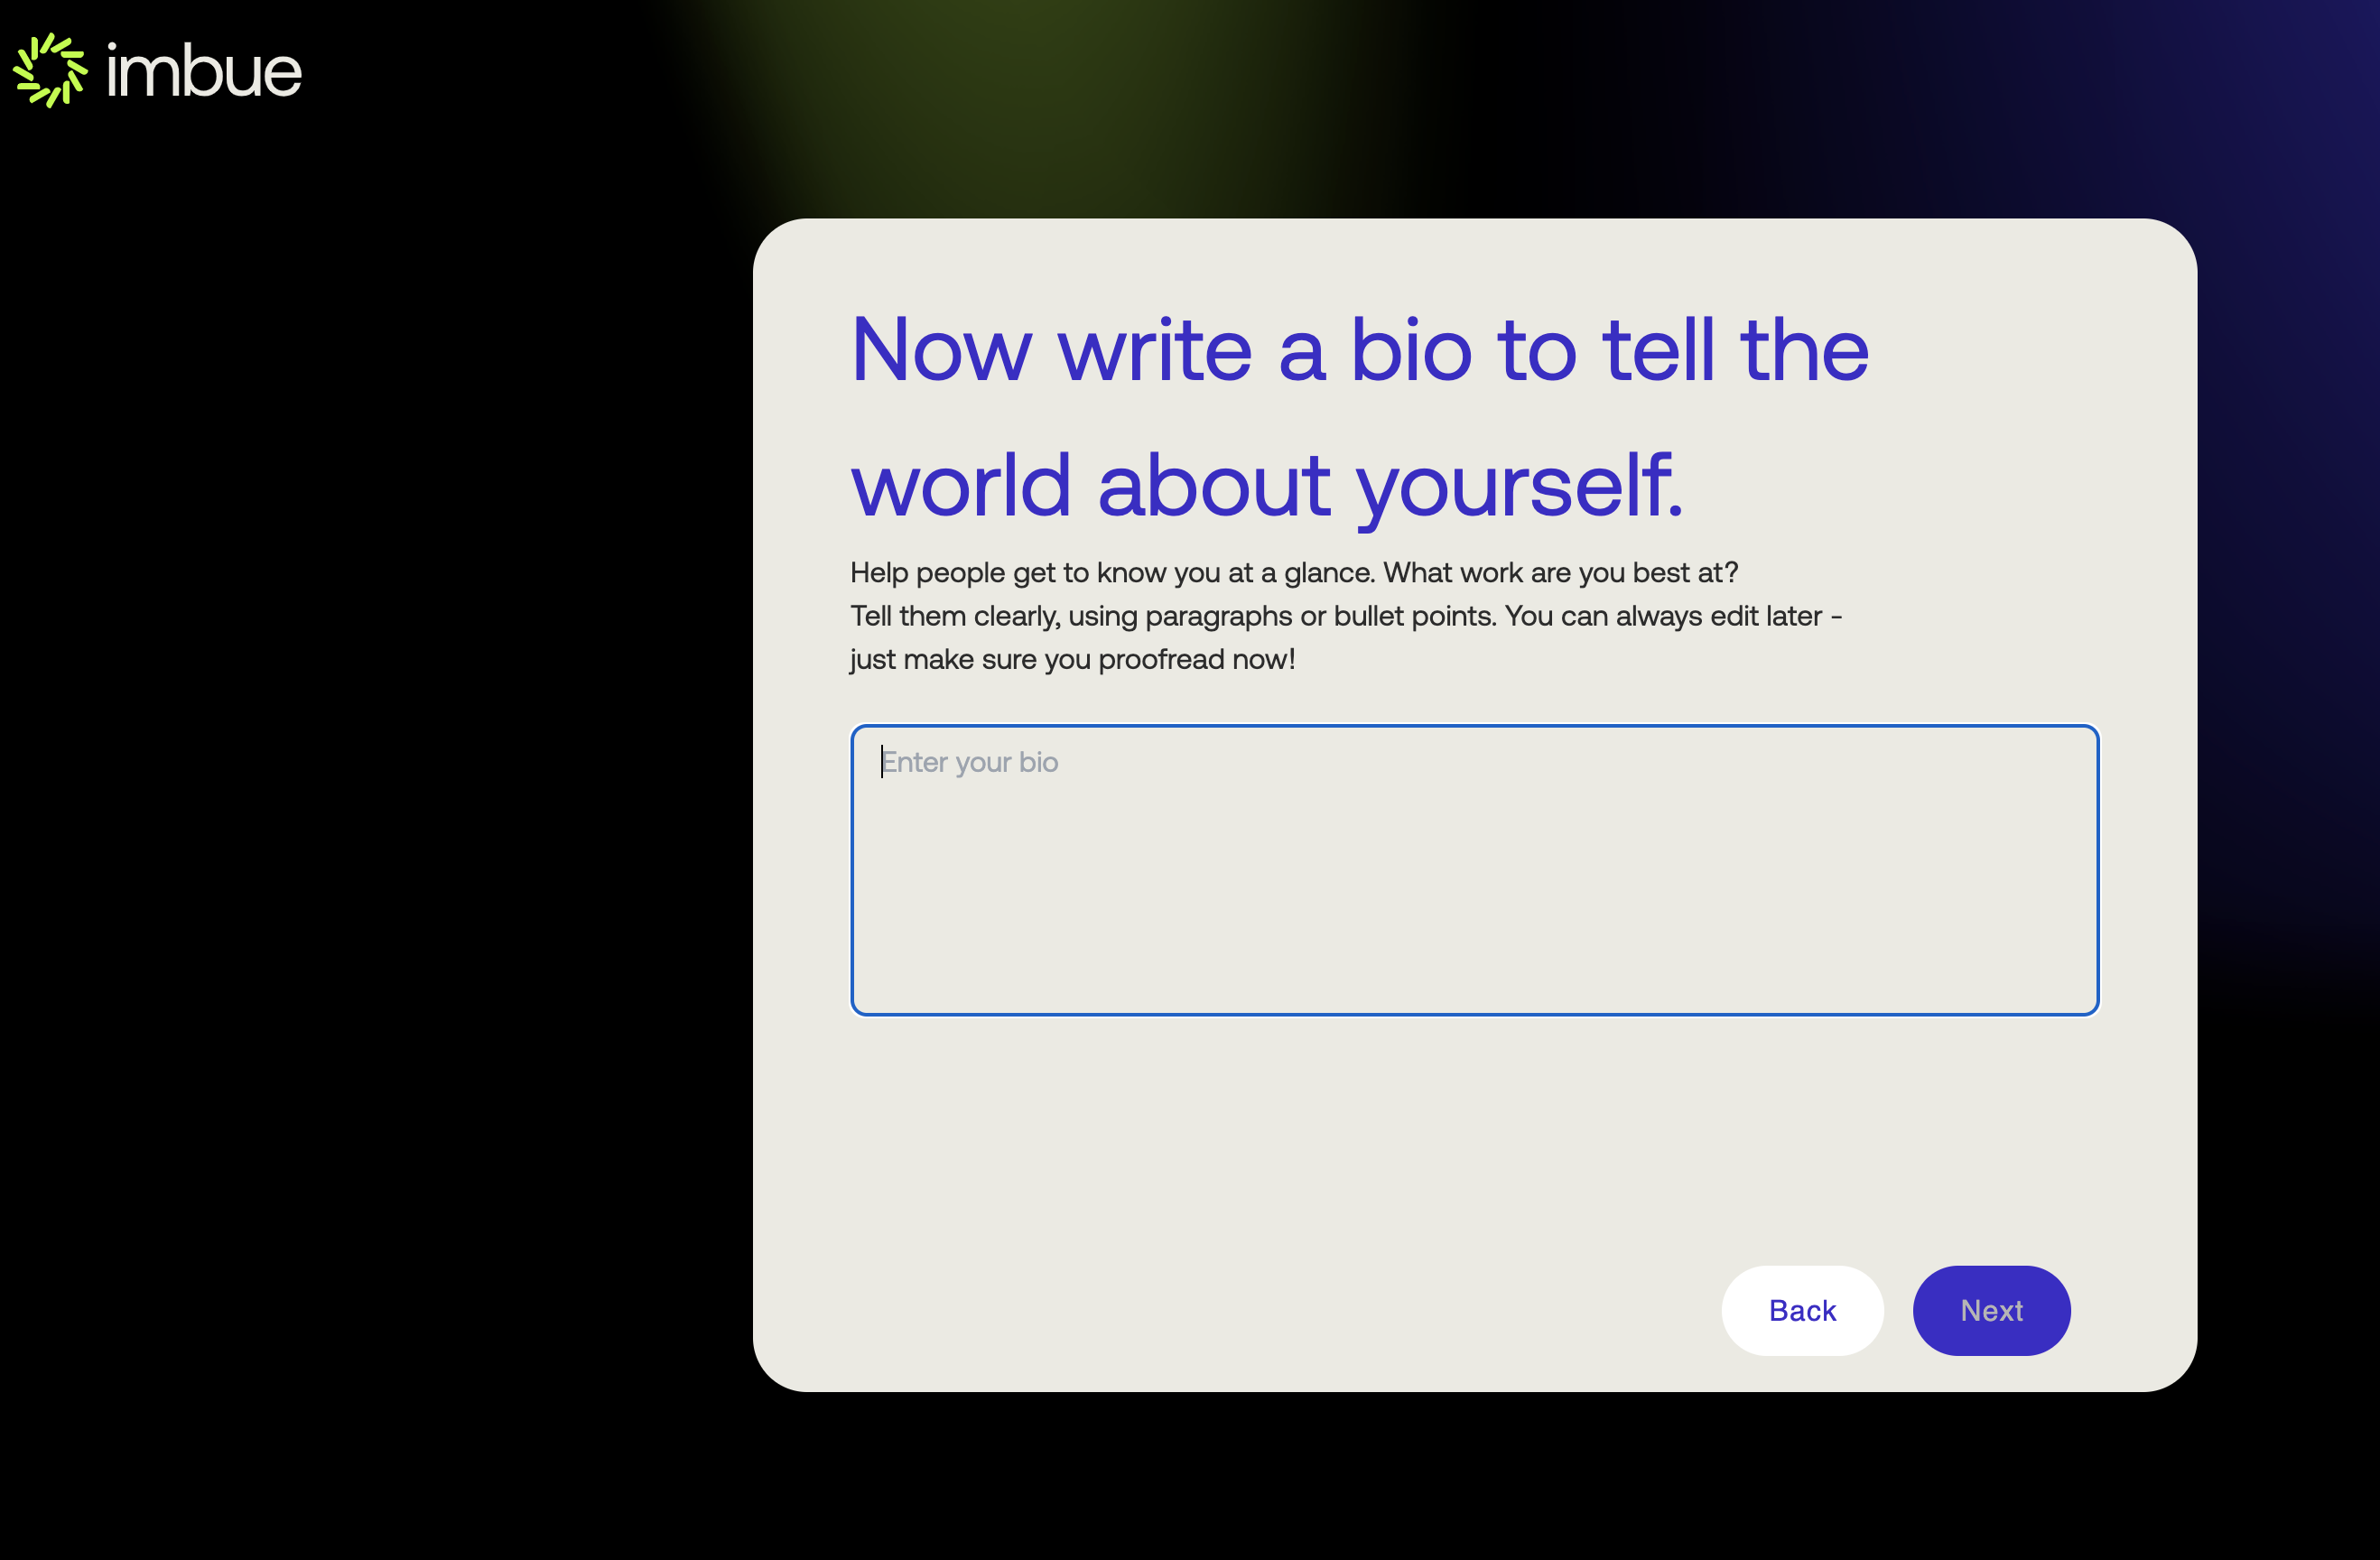 imbue
Now write a bio to tell the
world about yourself.
Help people get to know you at a glance. What work are you best at?
Tell them clearly, using paragraphs or bullet points. You can always edit later -
just make sure you proofread now!
Enter your bio
Back
Next